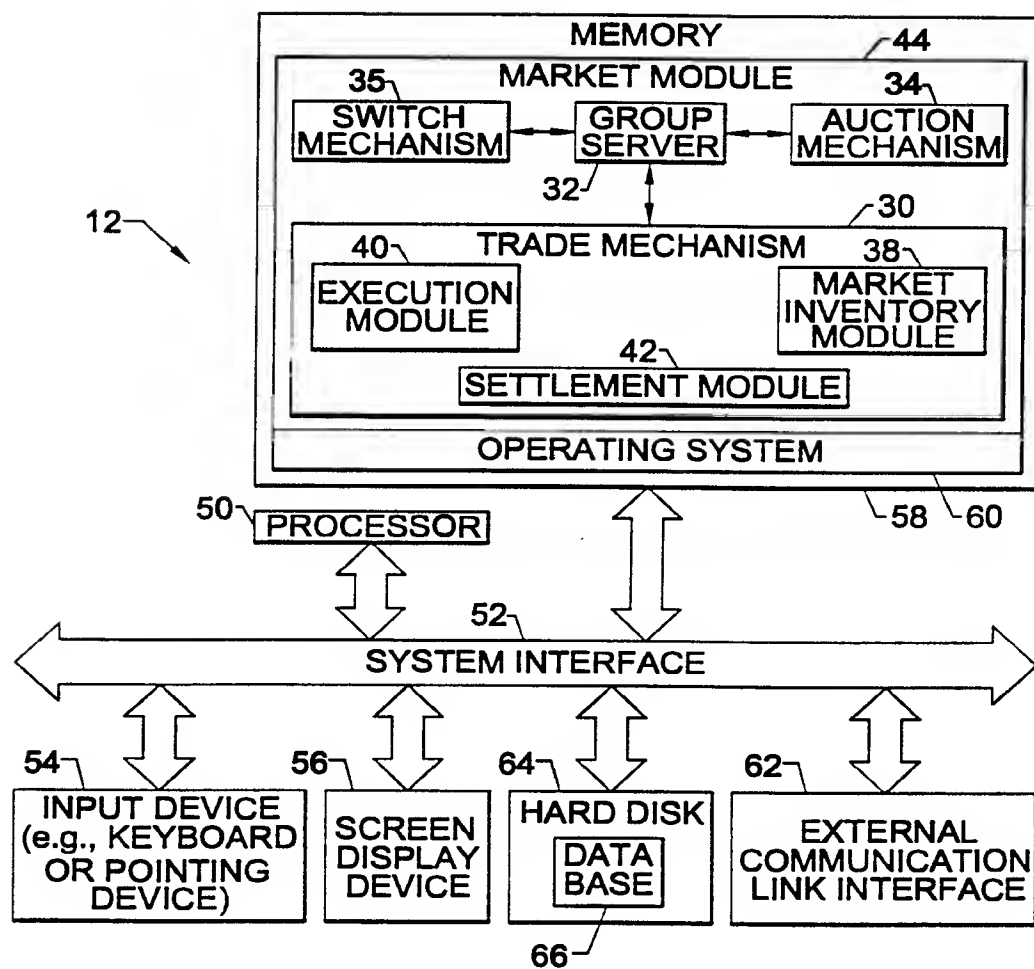 MEMORY
44
MARKET MODULE
35
34
SWITCH
MECHANISM
GROUP
SERVER
AUCTION
MECHANISM
32
12
30
TRADE MECHANISM
40
38
EXECUTION
MODULE
MARKET
INVENTORY
MODULE
42
SETTLEMENT MODULE
OPERATING SYSTEM
50
PROCESSOR
58
60
52
SYSTEM INTERFACE
54
56
64
62
INPUT DEVICE
(e.g., KEYBOARD
OR POINTING
DEVICE)
SCREEN
DISPLAY
DEVICE
HARD DISK
DATA
BASE
EXTERNAL
COMMUNICATION
LINK INTERFACE
66